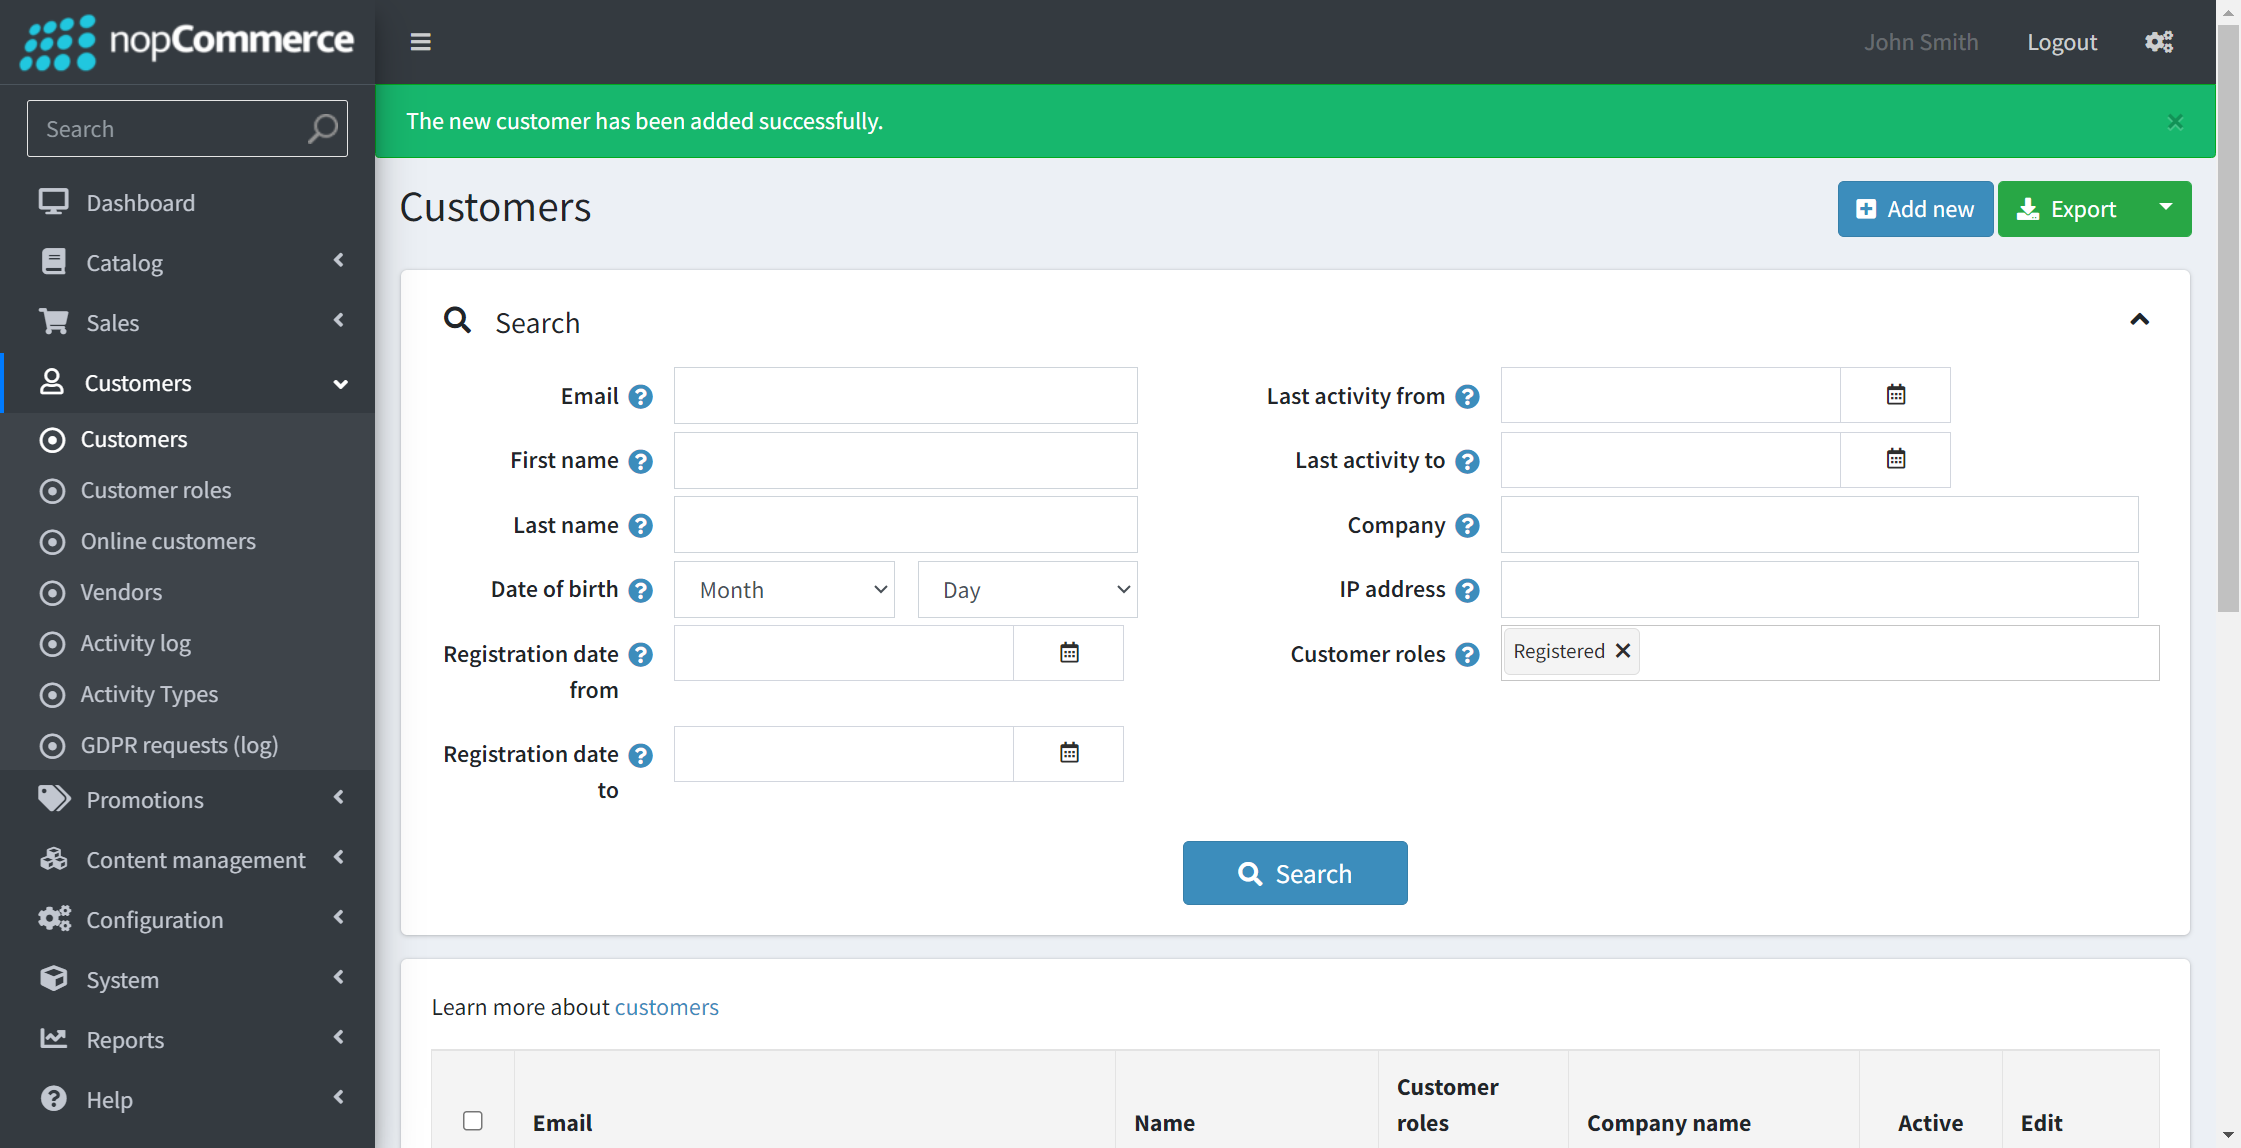 nopCommerce
John Smith
Logout
Search
The new customer has been added successfully.
Dashboard
Catalog
Sales
Customers
Customers
Customer roles
Online customers
Vendors
Activity log
Activity Types
GDPR requests (log)
Promotions
Content management
Configuration
System
Reports
Help
Customers
Add new
Export
Search
Email
First name
Last name
Date of birth
Month
Day
Registration date
from
Registration date
to
Last activity from
Last activity to
Company
IP address
Customer roles
Registered
Search
Learn more about customers
Email
Name
Customer
roles
Company name
Active
Edit